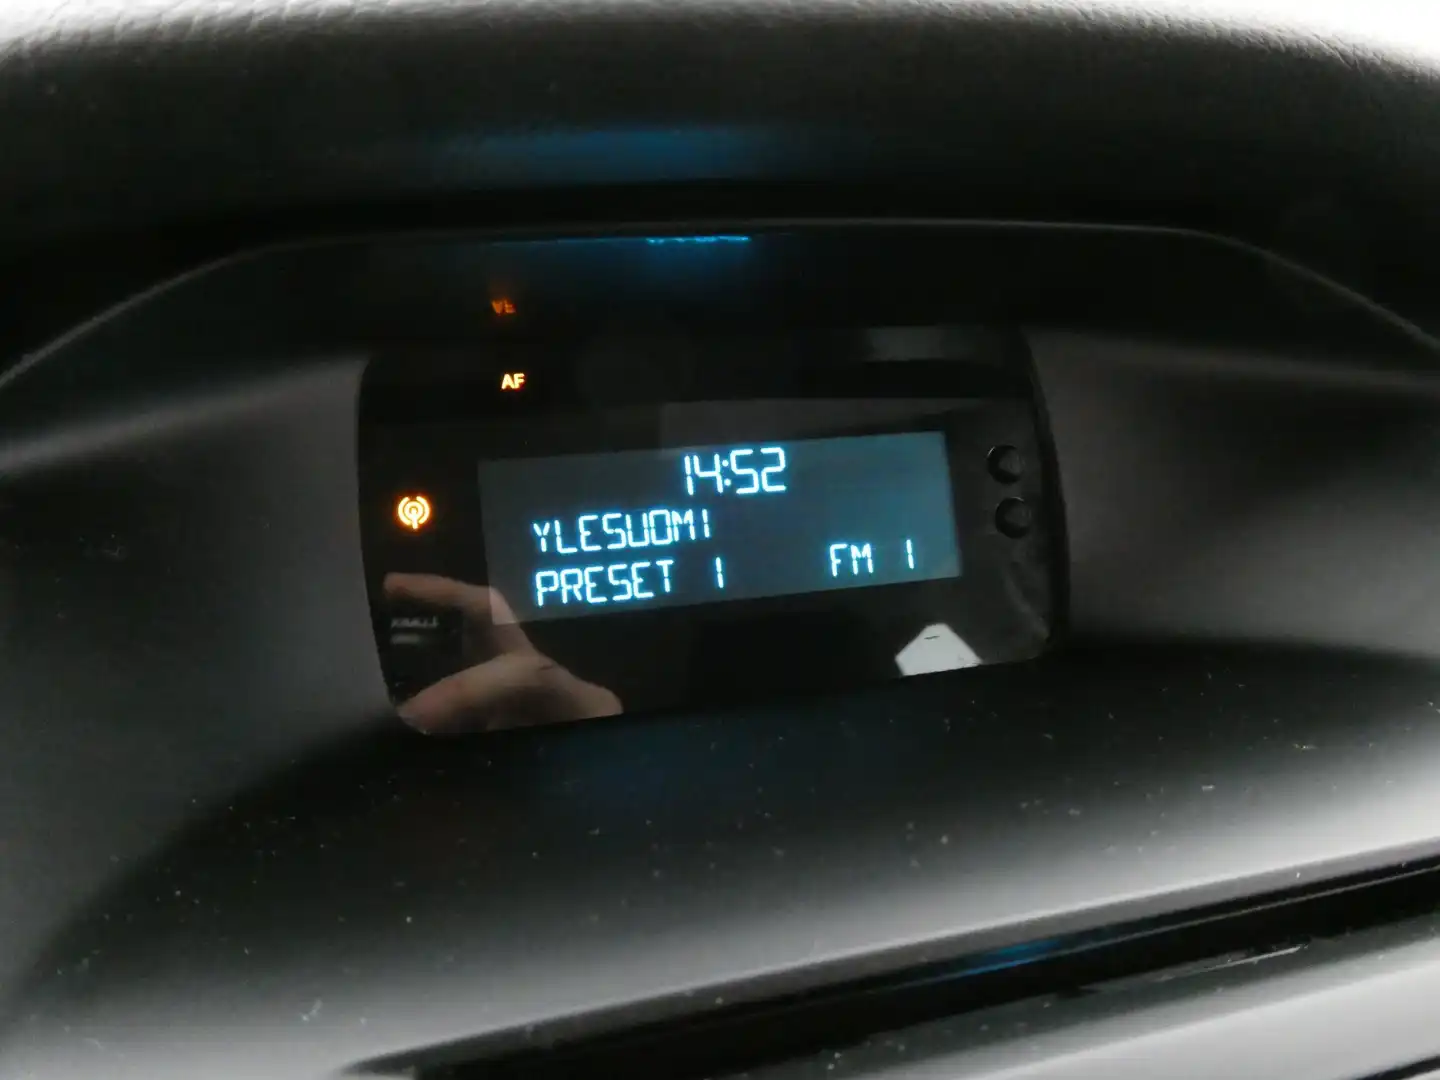 AF
14:52
YLESUOMI
PRESET 1 FM 1